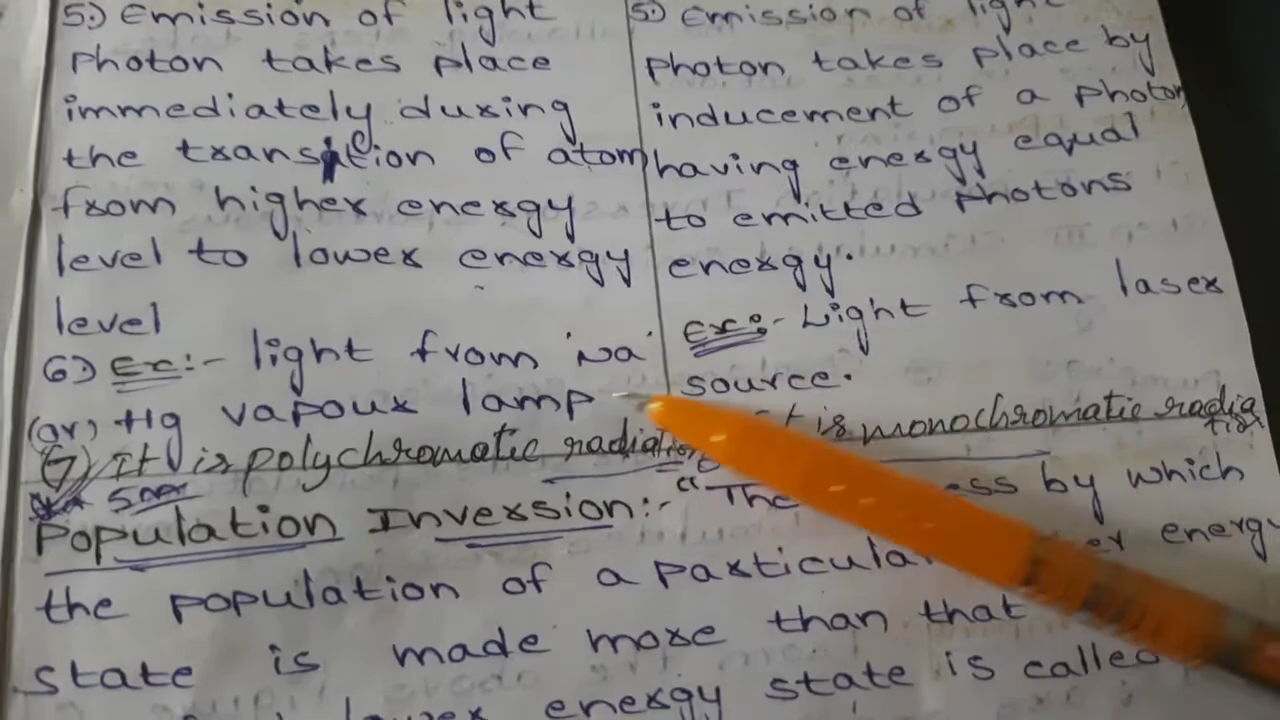 5.) Emission of light
photon takes place
immediately during
the transition of atom
from higher energy
level to lower energy
level
6.) Ex:- light from Na
(or) Hg vapour lamp
7) It is polychromatic radiation
5.) Emission of light
photon takes place by
inducement of a photon
having energy equal
to emitted photons
energy.
Ex:- Light from laser
source.
it is monochromatic radiation
Population Inversion:- "The by which
the population of a particular energy
state is made more than that
lower energy state is called